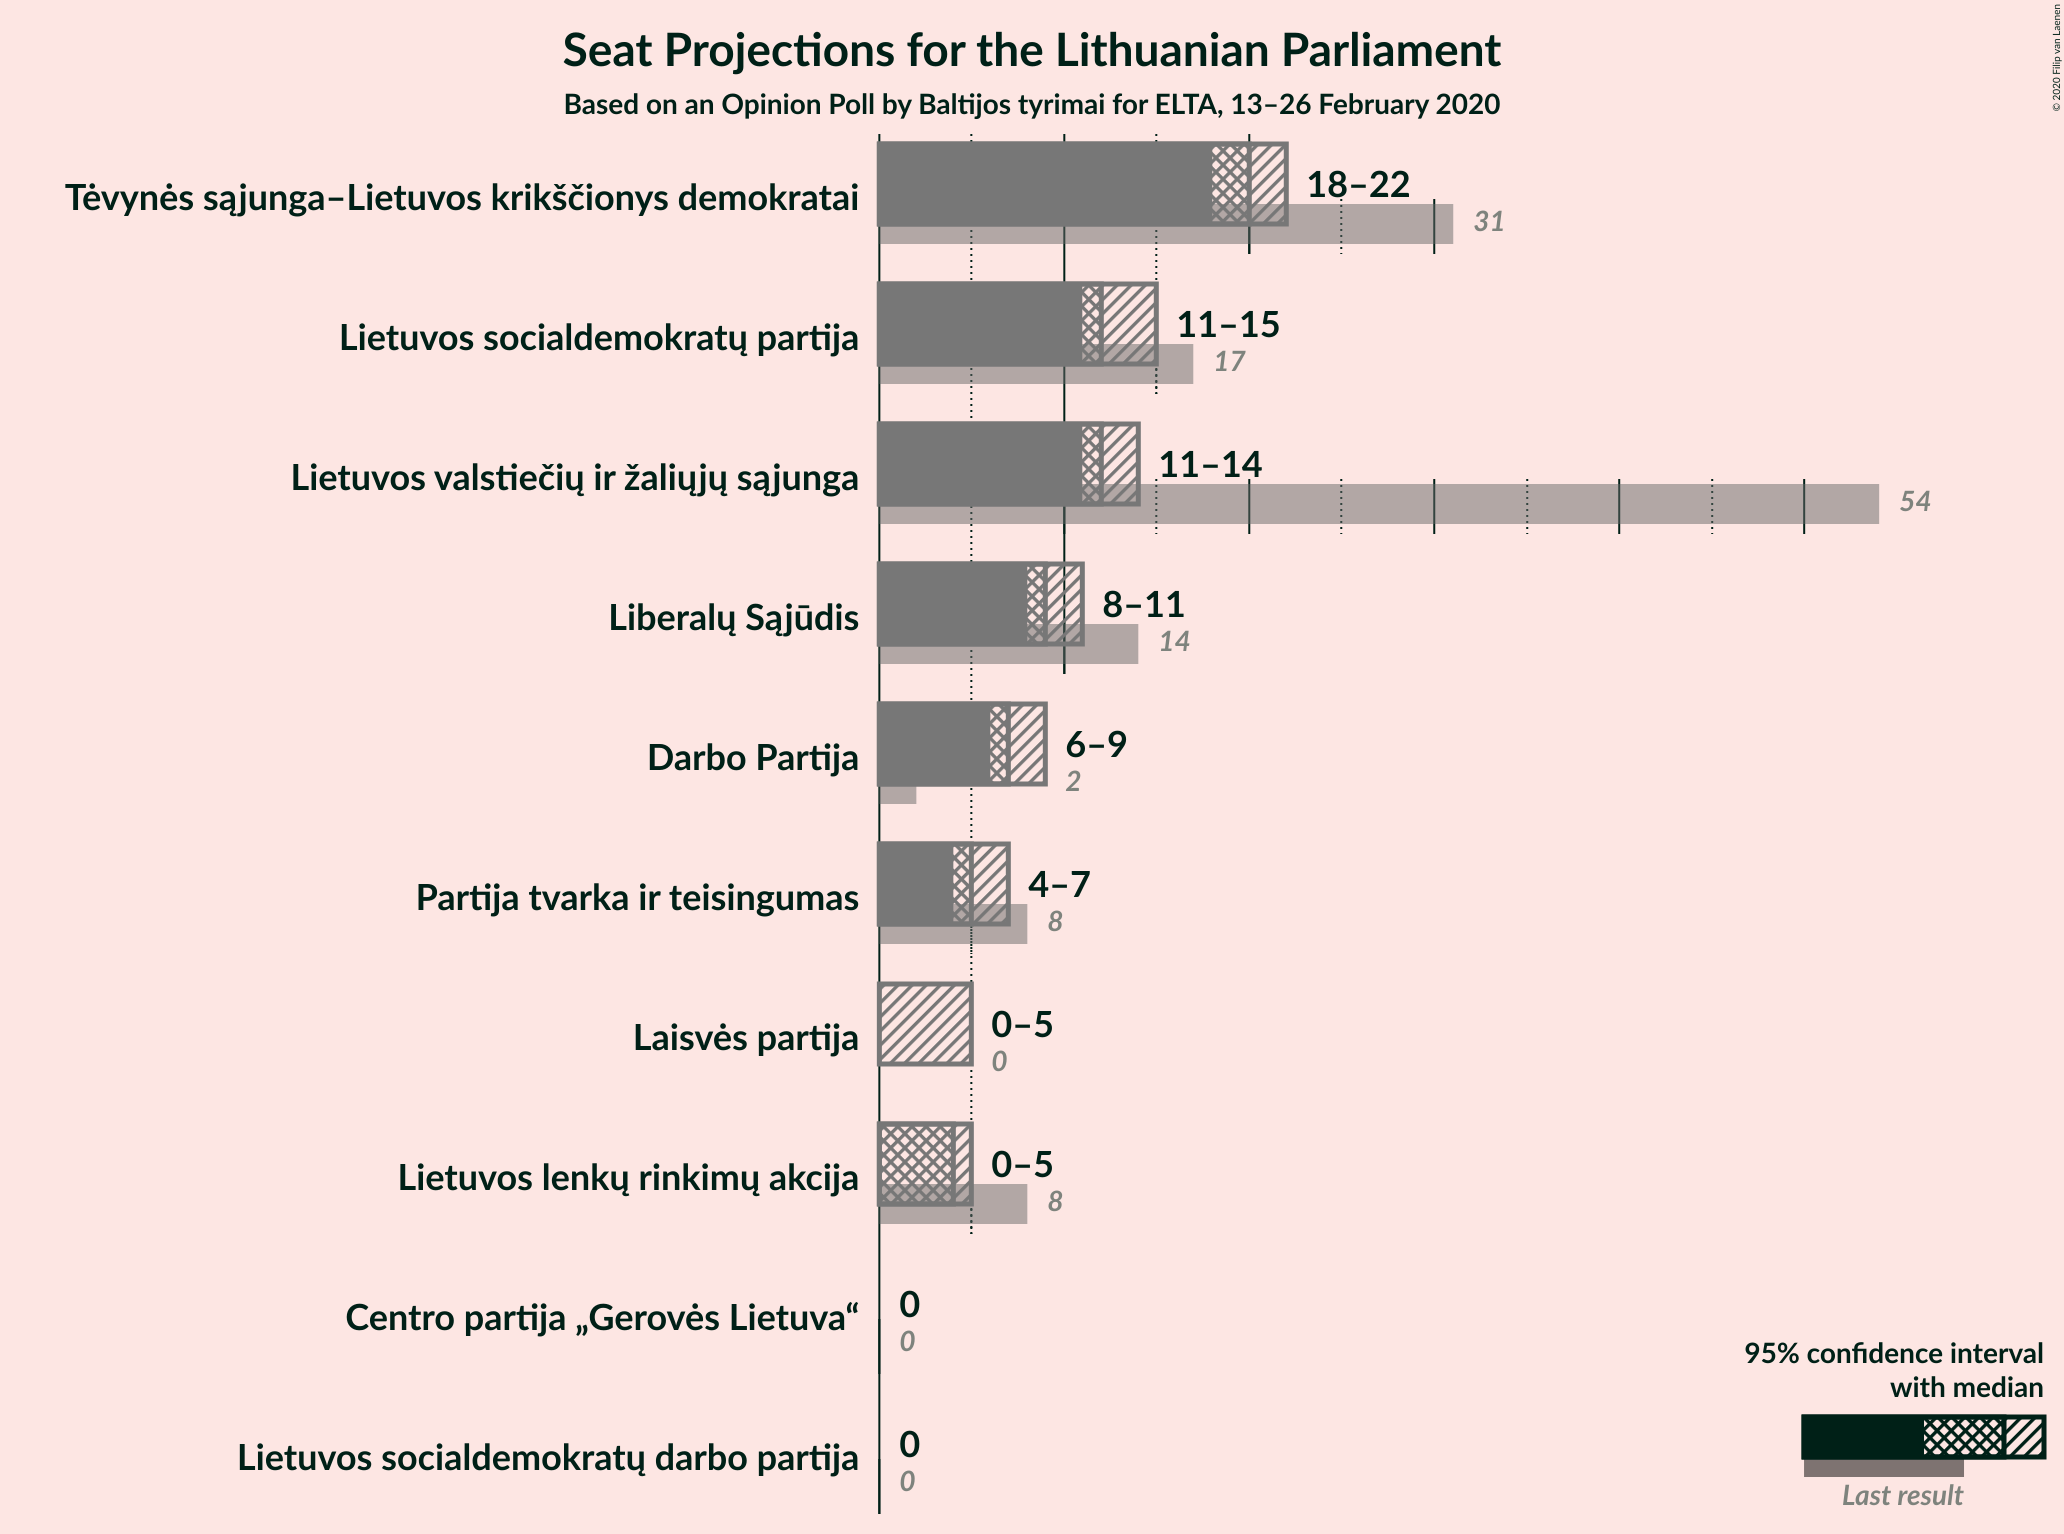 Seat Projections for the Lithuanian Parliament
Based on an Opinion Poll by Baltijos tyrimai for ELTA, 13–26 February 2020
© 2020 Filip van Laenen
Tėvynės sąjunga–Lietuvos krikščionys demokratai
18–22
31
Lietuvos socialdemokratų partija
11–15
17
Lietuvos valstiečių ir žaliųjų sąjunga
11–14
54
Liberalų Sąjūdis
8–11
14
Darbo Partija
6–9
2
Partija tvarka ir teisingumas
4–7
8
Laisvės partija
0–5
0
Lietuvos lenkų rinkimų akcija
0–5
8
Centro partija „Gerovės Lietuva“
0
0
Lietuvos socialdemokratų darbo partija
0
0
95% confidence interval
with median
Last result